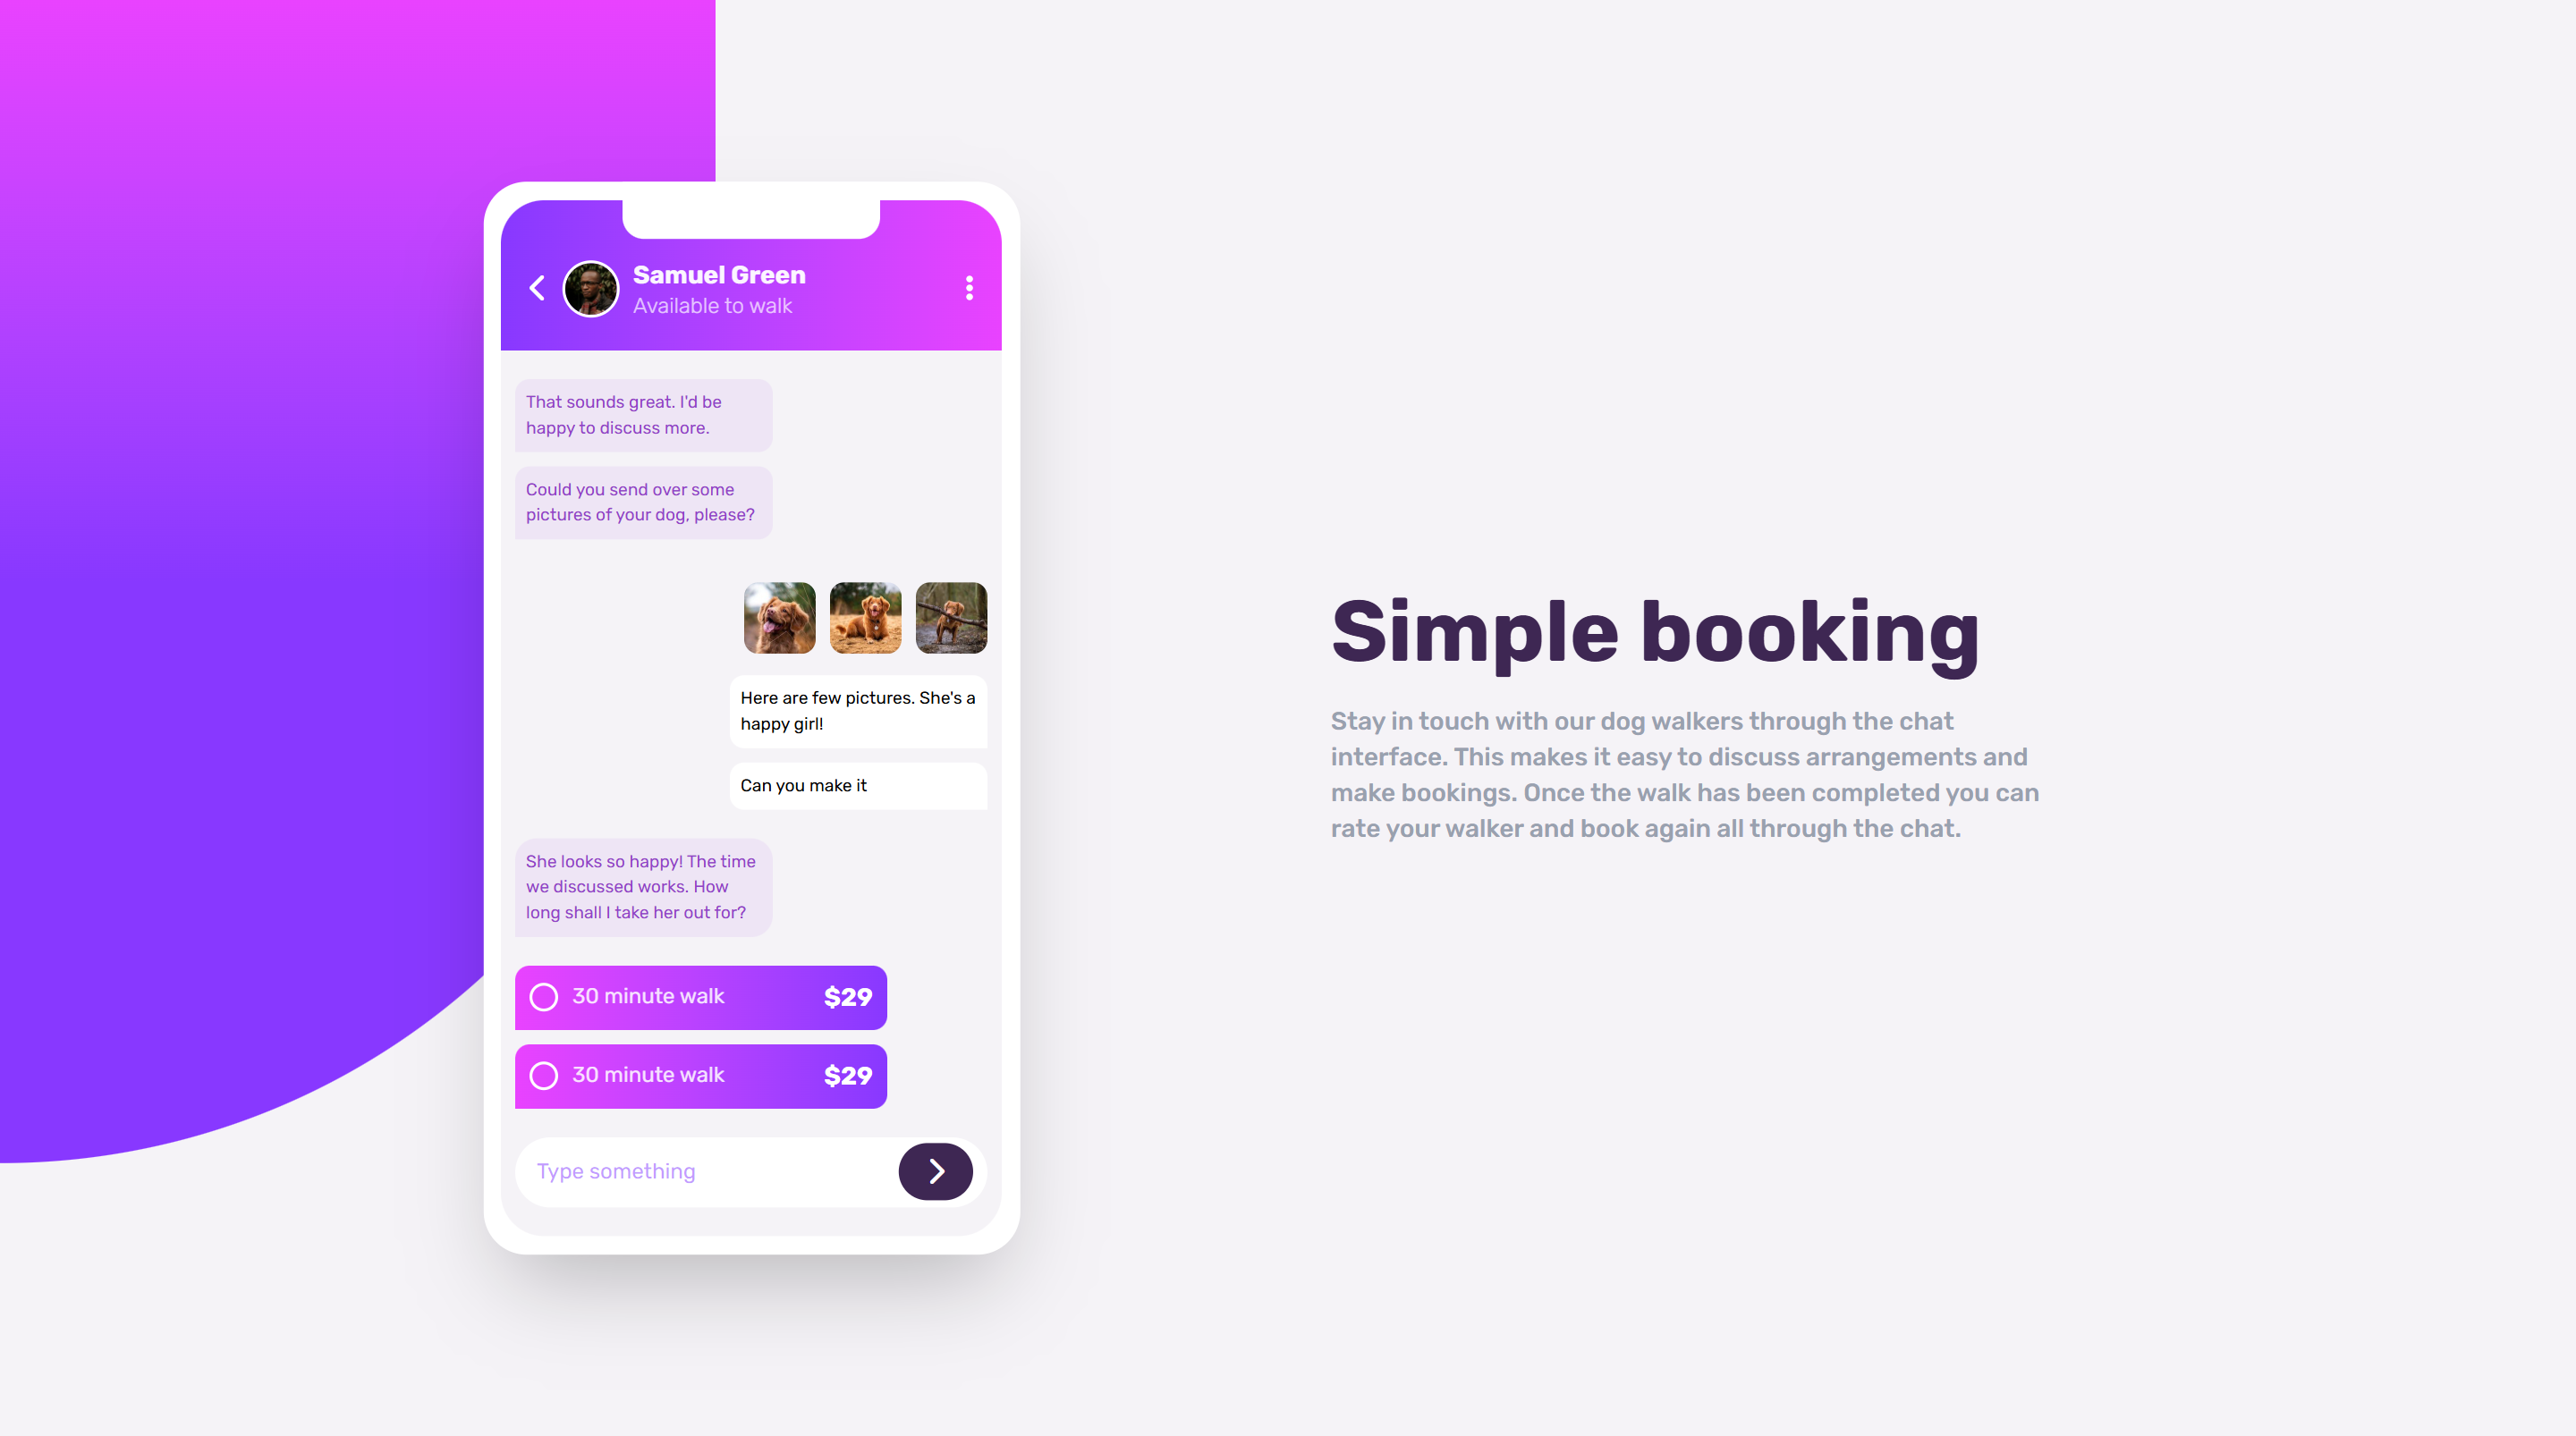 Samuel Green
Available to walk
That sounds great. I'd be
happy to discuss more.
Could you send over some
pictures of your dog, please?
Here are few pictures. She's a
happy girl!
Can you make it
She looks so happy! The time
we discussed works. How
long shall I take her out for?
30 minute walk $29
30 minute walk $29
Type something
Simple booking
Stay in touch with our dog walkers through the chat
interface. This makes it easy to discuss arrangements and
make bookings. Once the walk has been completed you can
rate your walker and book again all through the chat.